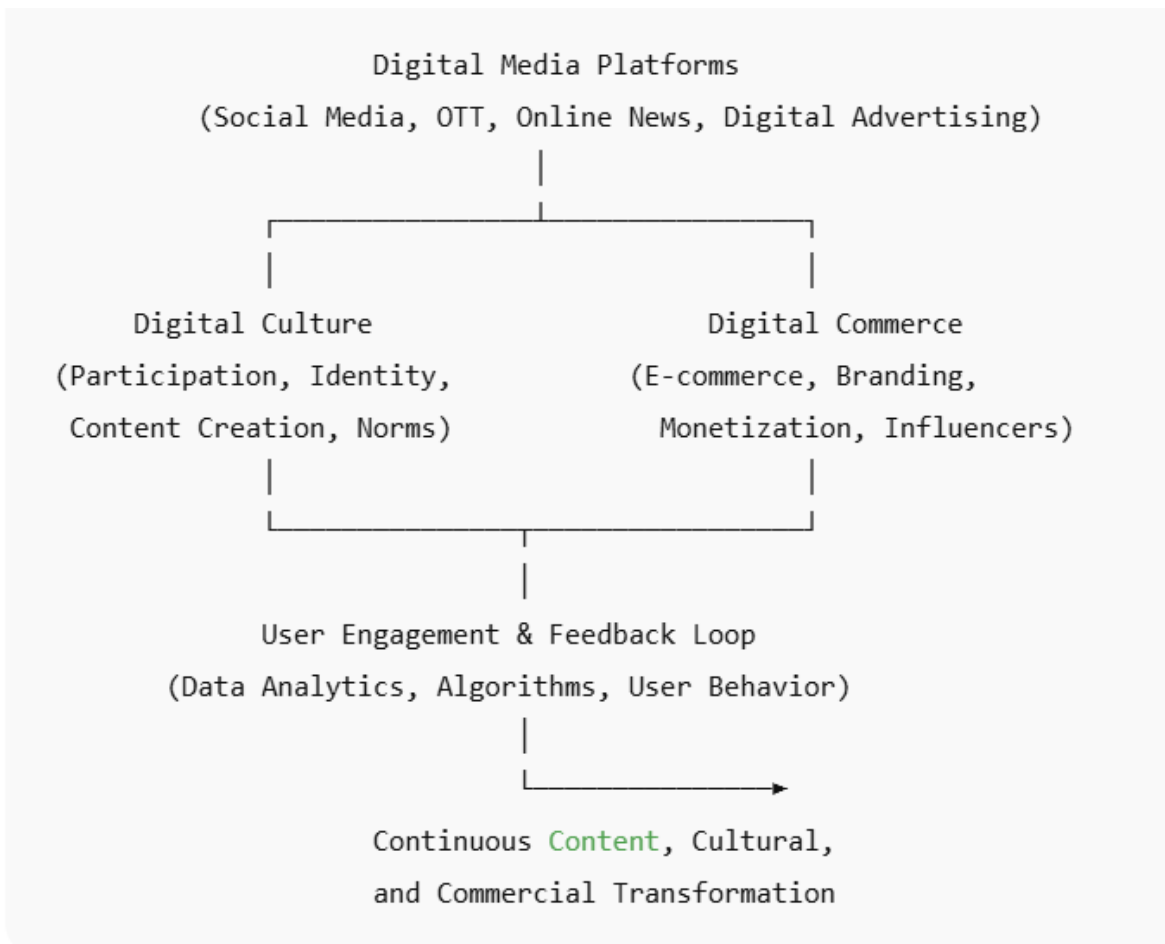 Digital Media Platforms
(Social Media, OTT, Online News, Digital Advertising)
Digital Culture
(Participation, Identity,
Content Creation, Norms)
Digital Commerce
(E-commerce, Branding,
Monetization, Influencers)
User Engagement & Feedback Loop
(Data Analytics, Algorithms, User Behavior)
Continuous Content, Cultural,
and Commercial Transformation